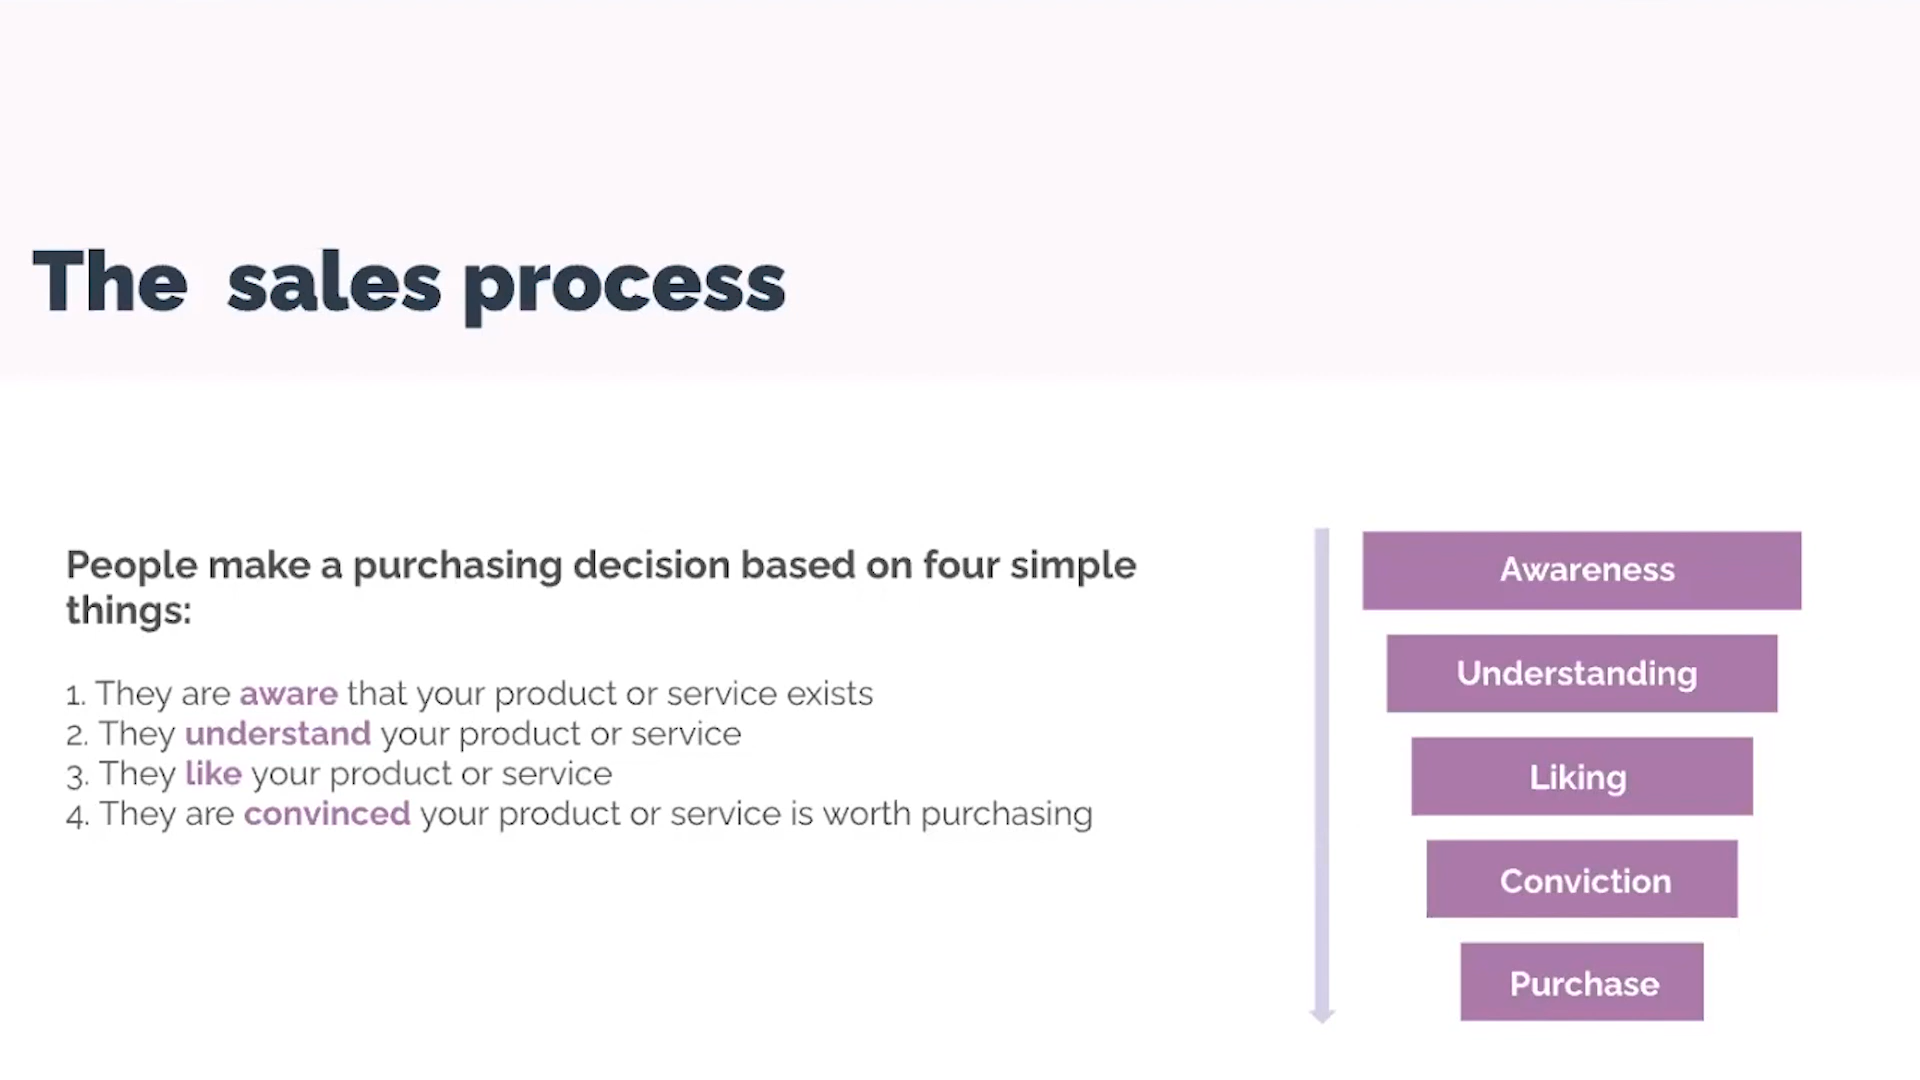 The sales process
People make a purchasing decision based on four simple
things:
1. They are aware that your product or service exists
2. They understand your product or service
3. They like your product or service
4. They are convinced your product or service is worth purchasing
Awareness
Understanding
Liking
Conviction
Purchase